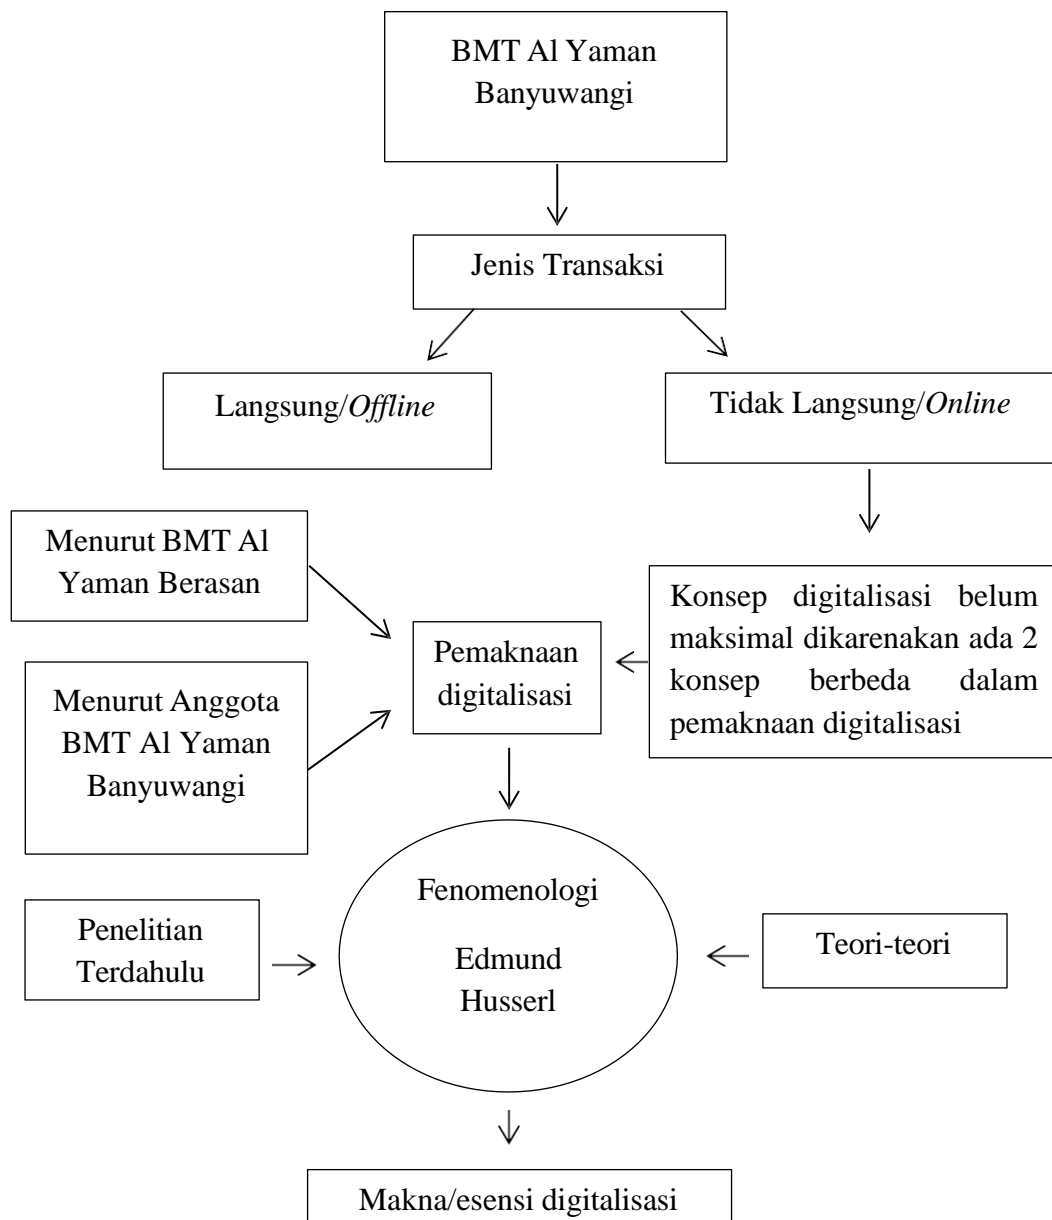 BMT Al Yaman
Banyuwangi
Jenis Transaksi
Langsung/Offline
Tidak Langsung/Online
Menurut BMT Al
Yaman Berasan
Konsep digitalisasi belum
maksimal dikarenakan ada 2
konsep berbeda dalam
pemaknaan digitalisasi
Pemaknaan
digitalisasi
Menurut Anggota
BMT Al Yaman
Banyuwangi
Fenomenologi
Edmund
Husserl
Penelitian
Terdahulu
Teori-teori
Makna/esensi digitalisasi